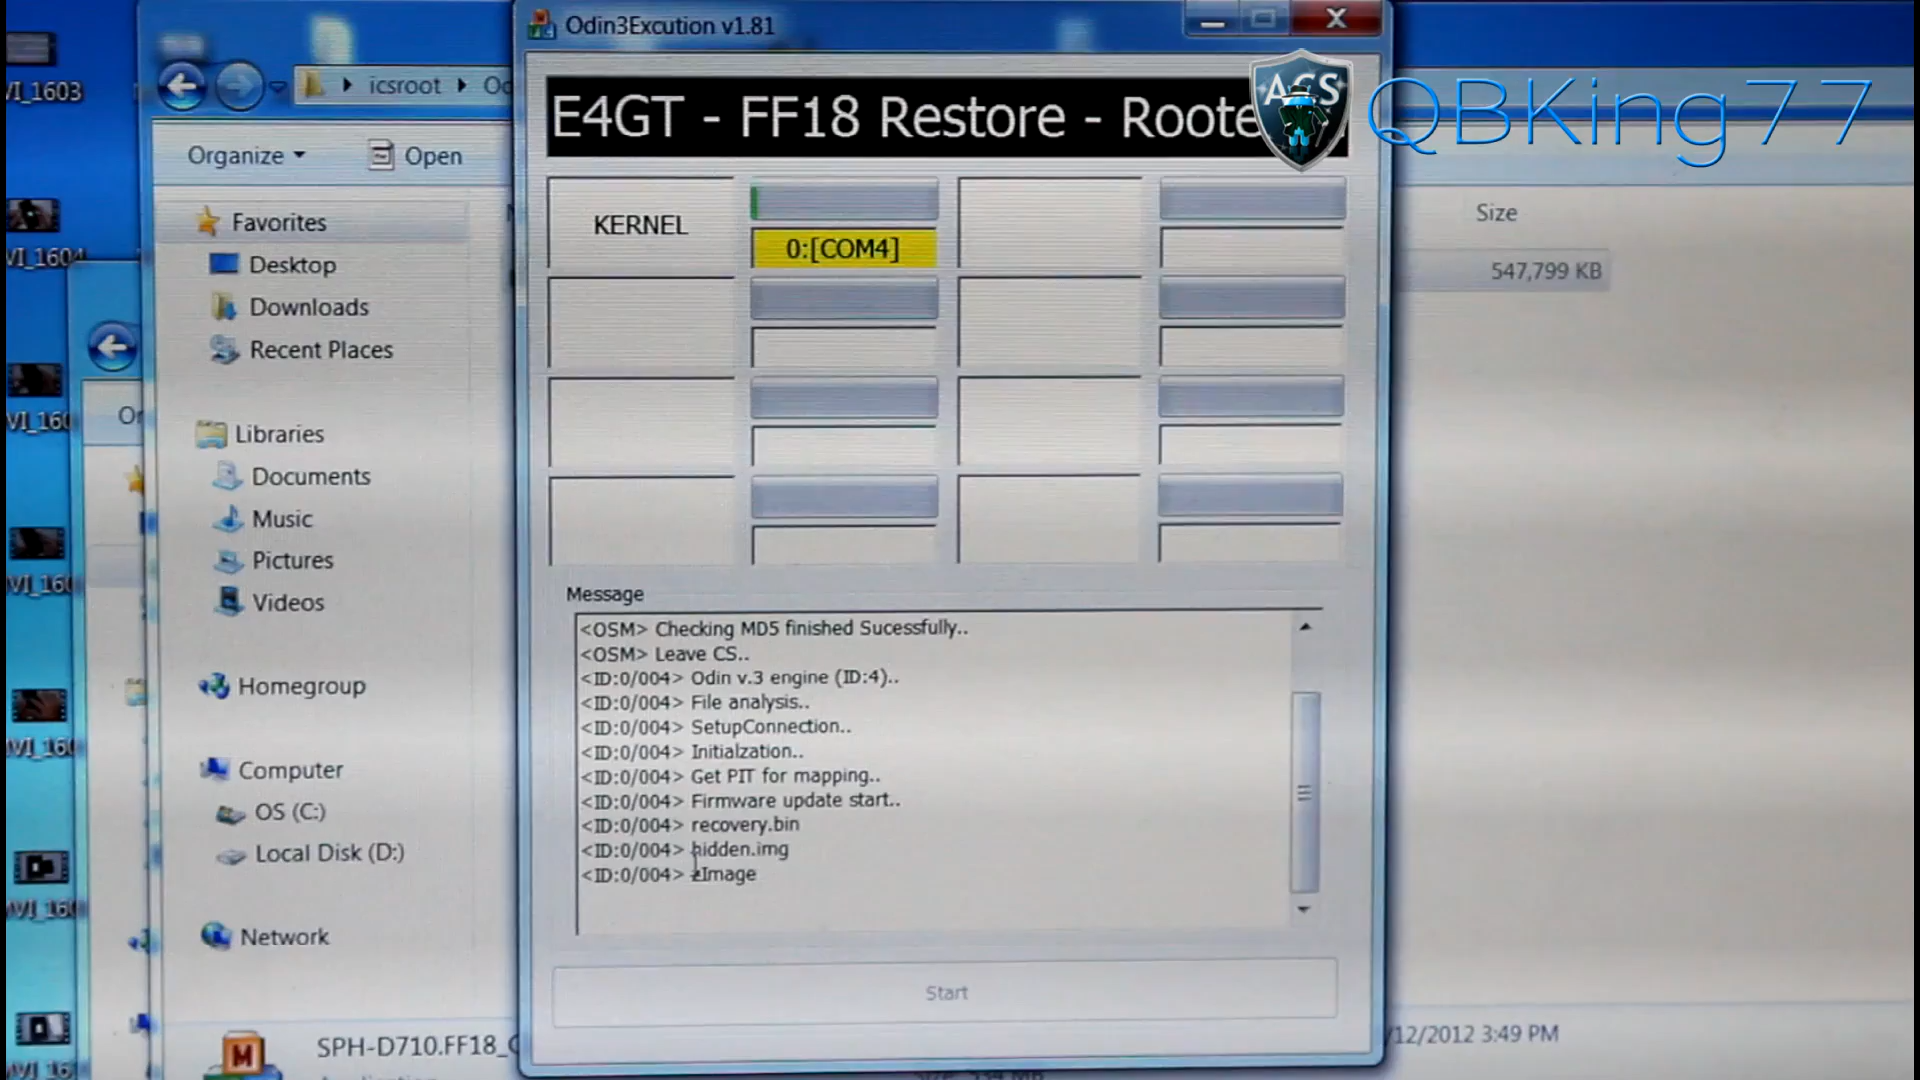 Odin3Excution v1.81
ACS
QBKing77
icsroot
E4GT - FF18 Restore - Roote
Organize
Open
Size
547,799 KB
Favorites
Desktop
Downloads
Recent Places
Libraries
Documents
Music
Pictures
Videos
Homegroup
Computer
OS (C:)
Local Disk (D:)
Network
KERNEL
0:[COM4]
Message
<OSM> Checking MD5 finished Sucessfully..
<OSM> Leave CS..
<ID:0/004> Odin v.3 engine (ID:4)..
<ID:0/004> File analysis..
<ID:0/004> SetupConnection..
<ID:0/004> Initialzation..
<ID:0/004> Get PIT for mapping..
<ID:0/004> Firmware update start..
<ID:0/004> recovery.bin
<ID:0/004> hidden.img
<ID:0/004> zImage
Start
SPH-D710.FF18_
/12/2012 3:49 PM
VI_1603
VI_1604